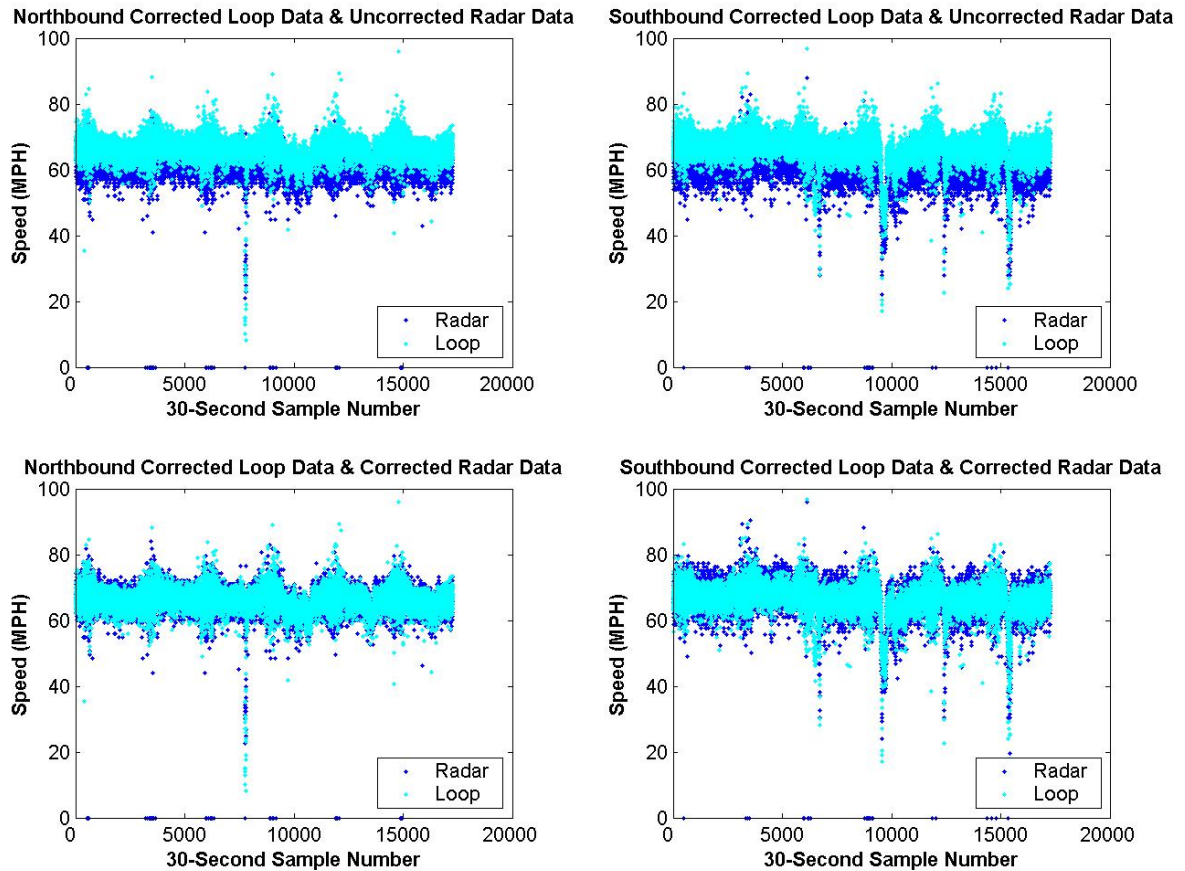 Northbound Corrected Loop Data & Uncorrected Radar Data
100
80
60
40
20
0
Speed (MPH)
Radar
Loop
0 5000 10000 15000 20000
30-Second Sample Number
Southbound Corrected Loop Data & Uncorrected Radar Data
100
80
60
40
20
0
Speed (MPH)
Radar
Loop
0 5000 10000 15000 20000
30-Second Sample Number
Northbound Corrected Loop Data & Corrected Radar Data
100
80
60
40
20
0
Speed (MPH)
Radar
Loop
0 5000 10000 15000 20000
30-Second Sample Number
Southbound Corrected Loop Data & Corrected Radar Data
100
80
60
40
20
0
Speed (MPH)
Radar
Loop
0 5000 10000 15000 20000
30-Second Sample Number